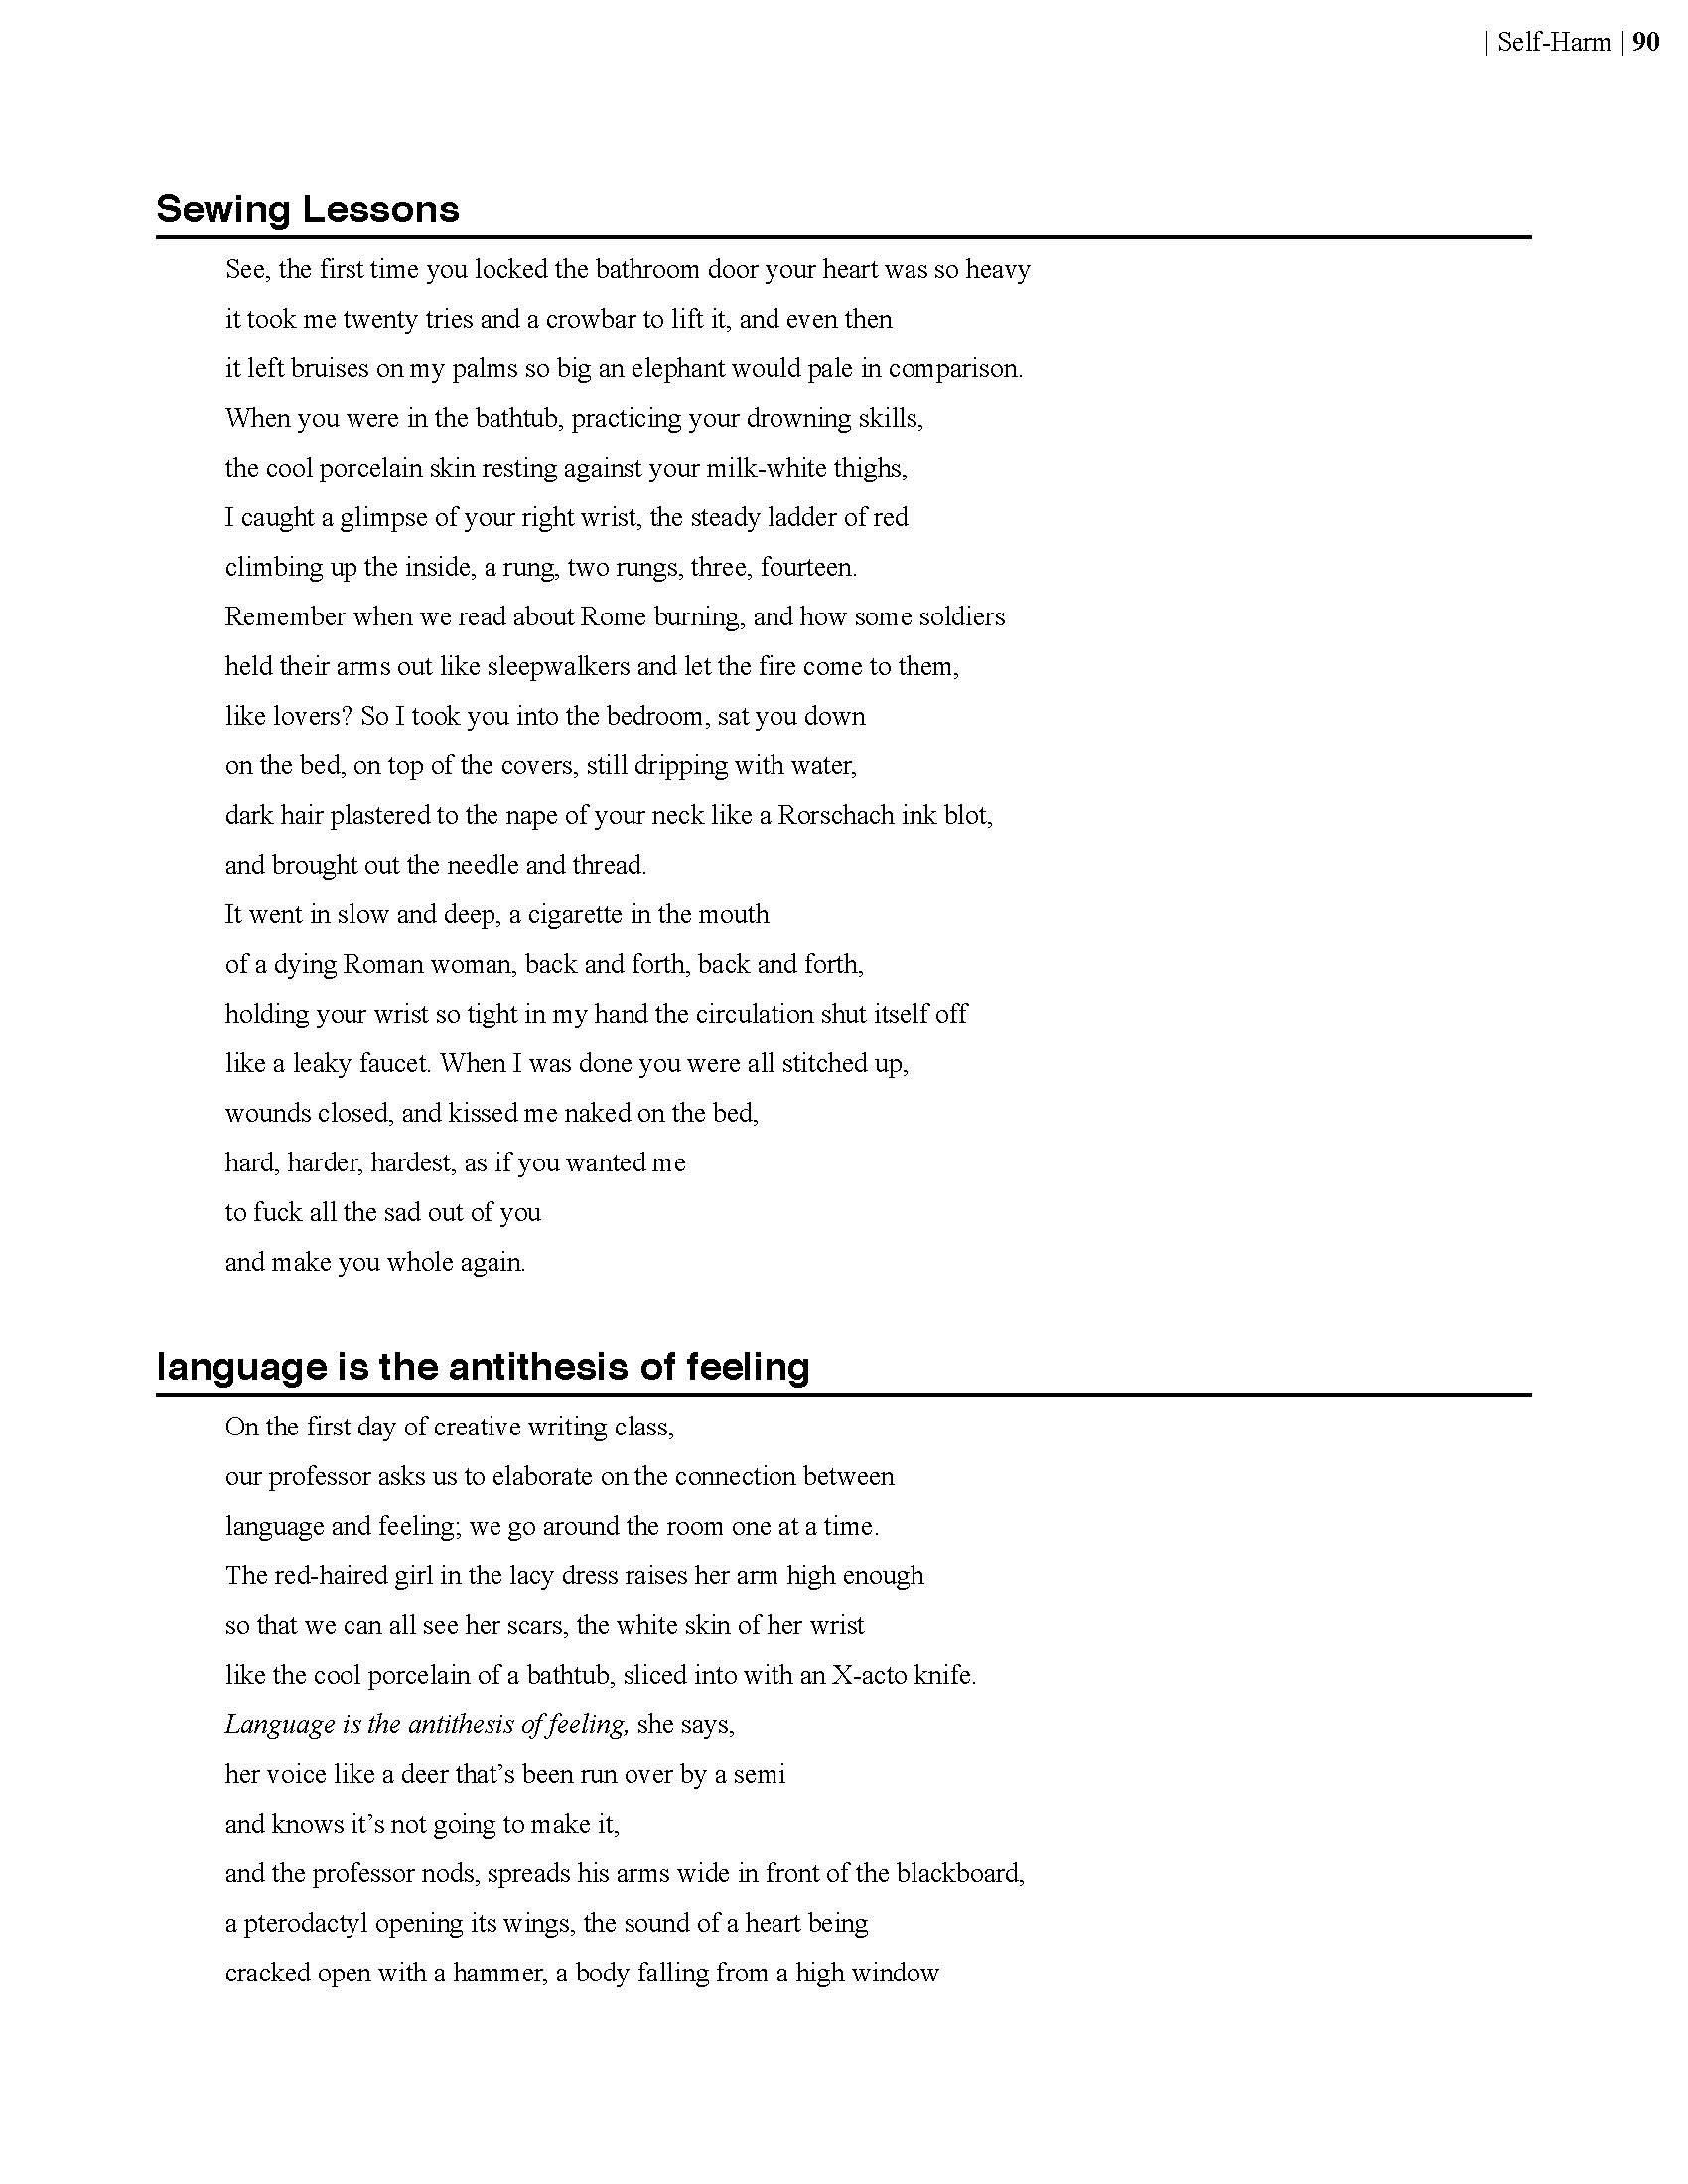 | Self-Harm | 90
Sewing Lessons
See, the first time you locked the bathroom door your heart was so heavy
it took me twenty tries and a crowbar to lift it, and even then
it left bruises on my palms so big an elephant would pale in comparison.
When you were in the bathtub, practicing your drowning skills,
the cool porcelain skin resting against your milk-white thighs,
I caught a glimpse of your right wrist, the steady ladder of red
climbing up the inside, a rung, two rungs, three, fourteen.
Remember when we read about Rome burning, and how some soldiers
held their arms out like sleepwalkers and let the fire come to them,
like lovers? So I took you into the bedroom, sat you down
on the bed, on top of the covers, still dripping with water,
dark hair plastered to the nape of your neck like a Rorschach ink blot,
and brought out the needle and thread.
It went in slow and deep, a cigarette in the mouth
of a dying Roman woman, back and forth, back and forth,
holding your wrist so tight in my hand the circulation shut itself off
like a leaky faucet. When I was done you were all stitched up,
wounds closed, and kissed me naked on the bed,
hard, harder, hardest, as if you wanted me
to fuck all the sad out of you
and make you whole again.
language is the antithesis of feeling
On the first day of creative writing class,
our professor asks us to elaborate on the connection between
language and feeling; we go around the room one at a time.
The red-haired girl in the lacy dress raises her arm high enough
so that we can all see her scars, the white skin of her wrist
like the cool porcelain of a bathtub, sliced into with an X-acto knife.
Language is the antithesis of feeling, she says,
her voice like a deer that’s been run over by a semi
and knows it’s not going to make it,
and the professor nods, spreads his arms wide in front of the blackboard,
a pterodactyl opening its wings, the sound of a heart being
cracked open with a hammer, a body falling from a high window